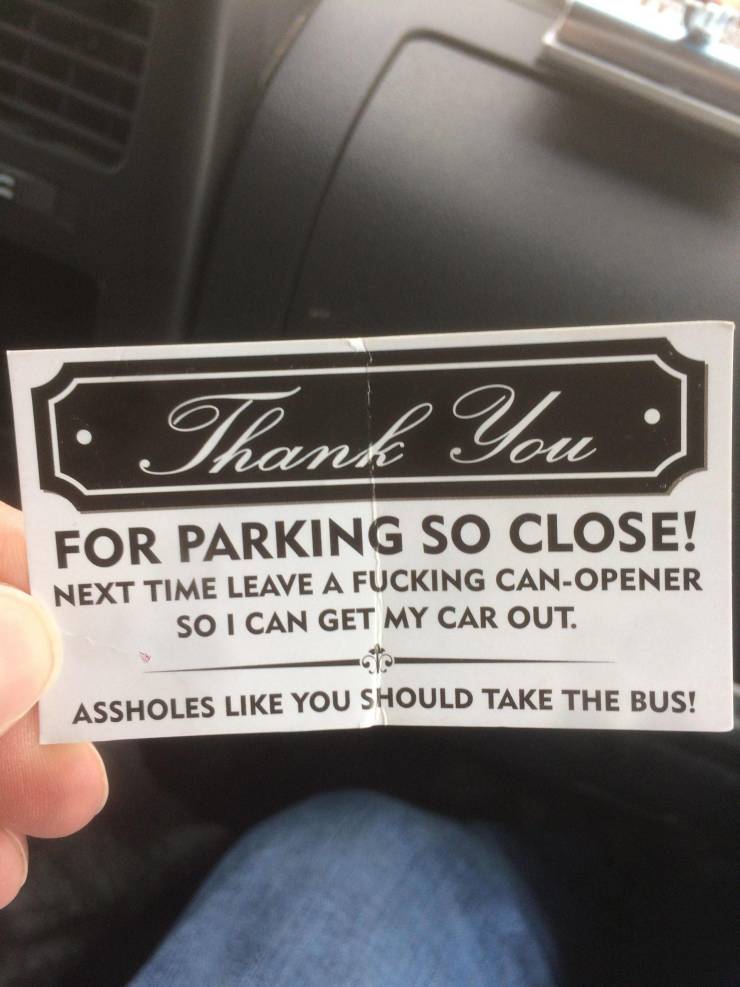 Thank You
FOR PARKING SO CLOSE!
NEXT TIME LEAVE A FUCKING CAN-OPENER
SO I CAN GET MY CAR OUT.
ASSHOLES LIKE YOU SHOULD TAKE THE BUS!